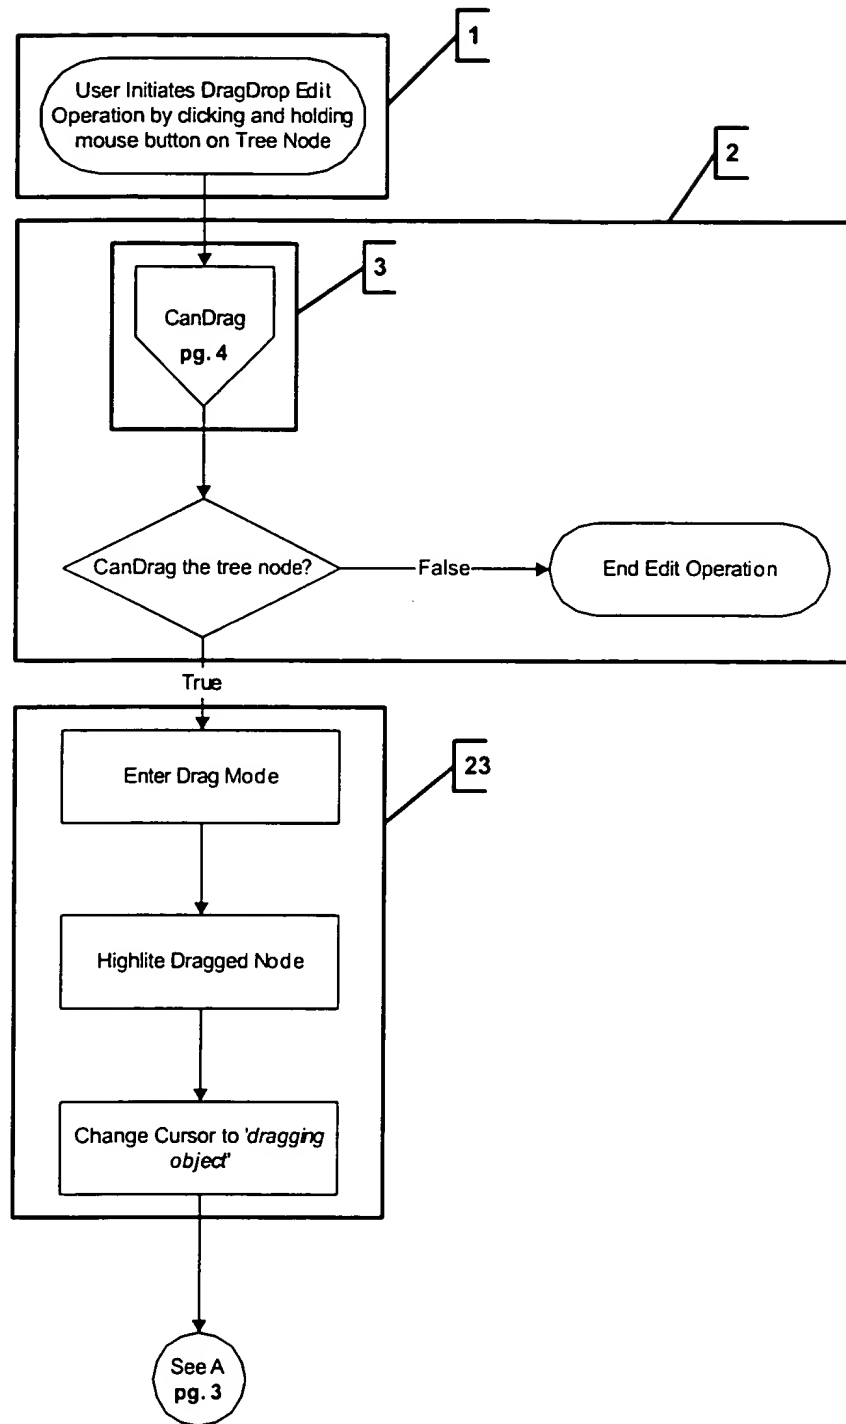 1
User Initiates DragDrop Edit
Operation by clicking and holding
mouse button on Tree Node
2
3
CanDrag
pg. 4
CanDrag the tree node?
False
End Edit Operation
True
23
Enter Drag Mode
Highlite Dragged Node
Change Cursor to 'dragging
object'
See A
pg. 3